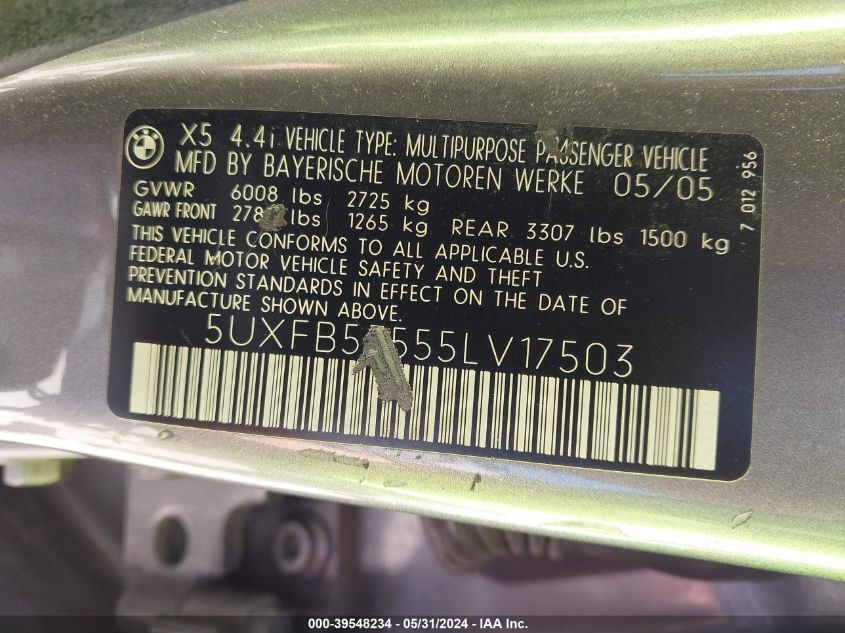 X5 4.4i VEHICLE TYPE: MULTIPURPOSE PASSENGER VEHICLE
MFD BY BAYERISCHE MOTOREN WERKE 05/05
GVWR 6008 lbs 2725 kg
GAWR FRONT lbs 1265 kg REAR 3307 lbs 1500 kg
THIS VEHICLE CONFORMS TO ALL APPLICABLE U.S.
FEDERAL MOTOR VEHICLE SAFETY AND THEFT
PREVENTION STANDARDS IN EFFECT ON THE DATE OF
MANUFACTURE SHOWN ABOVE.
7 012 956
000-39548234 - 05/31/2024 - IAA Inc.